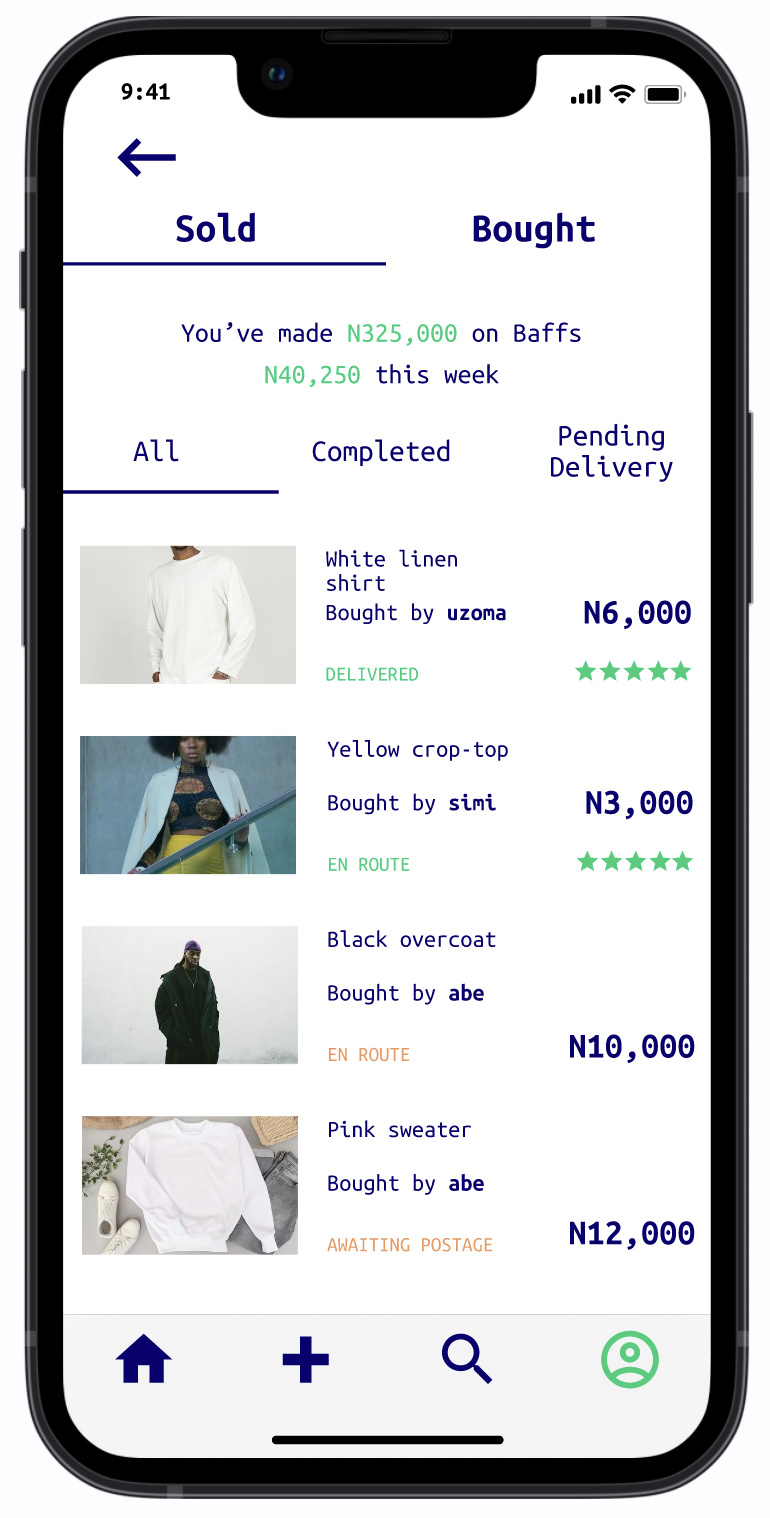 9:41
Sold Bought
You’ve made N325,000 on Baffs
N40,250 this week
All Completed Pending
Delivery
White linen
shirt
Bought by uzoma N6,000
DELIVERED
Yellow crop-top
Bought by simi N3,000
EN ROUTE
Black overcoat
Bought by abe
EN ROUTE N10,000
Pink sweater
Bought by abe
AWAITING POSTAGE N12,000